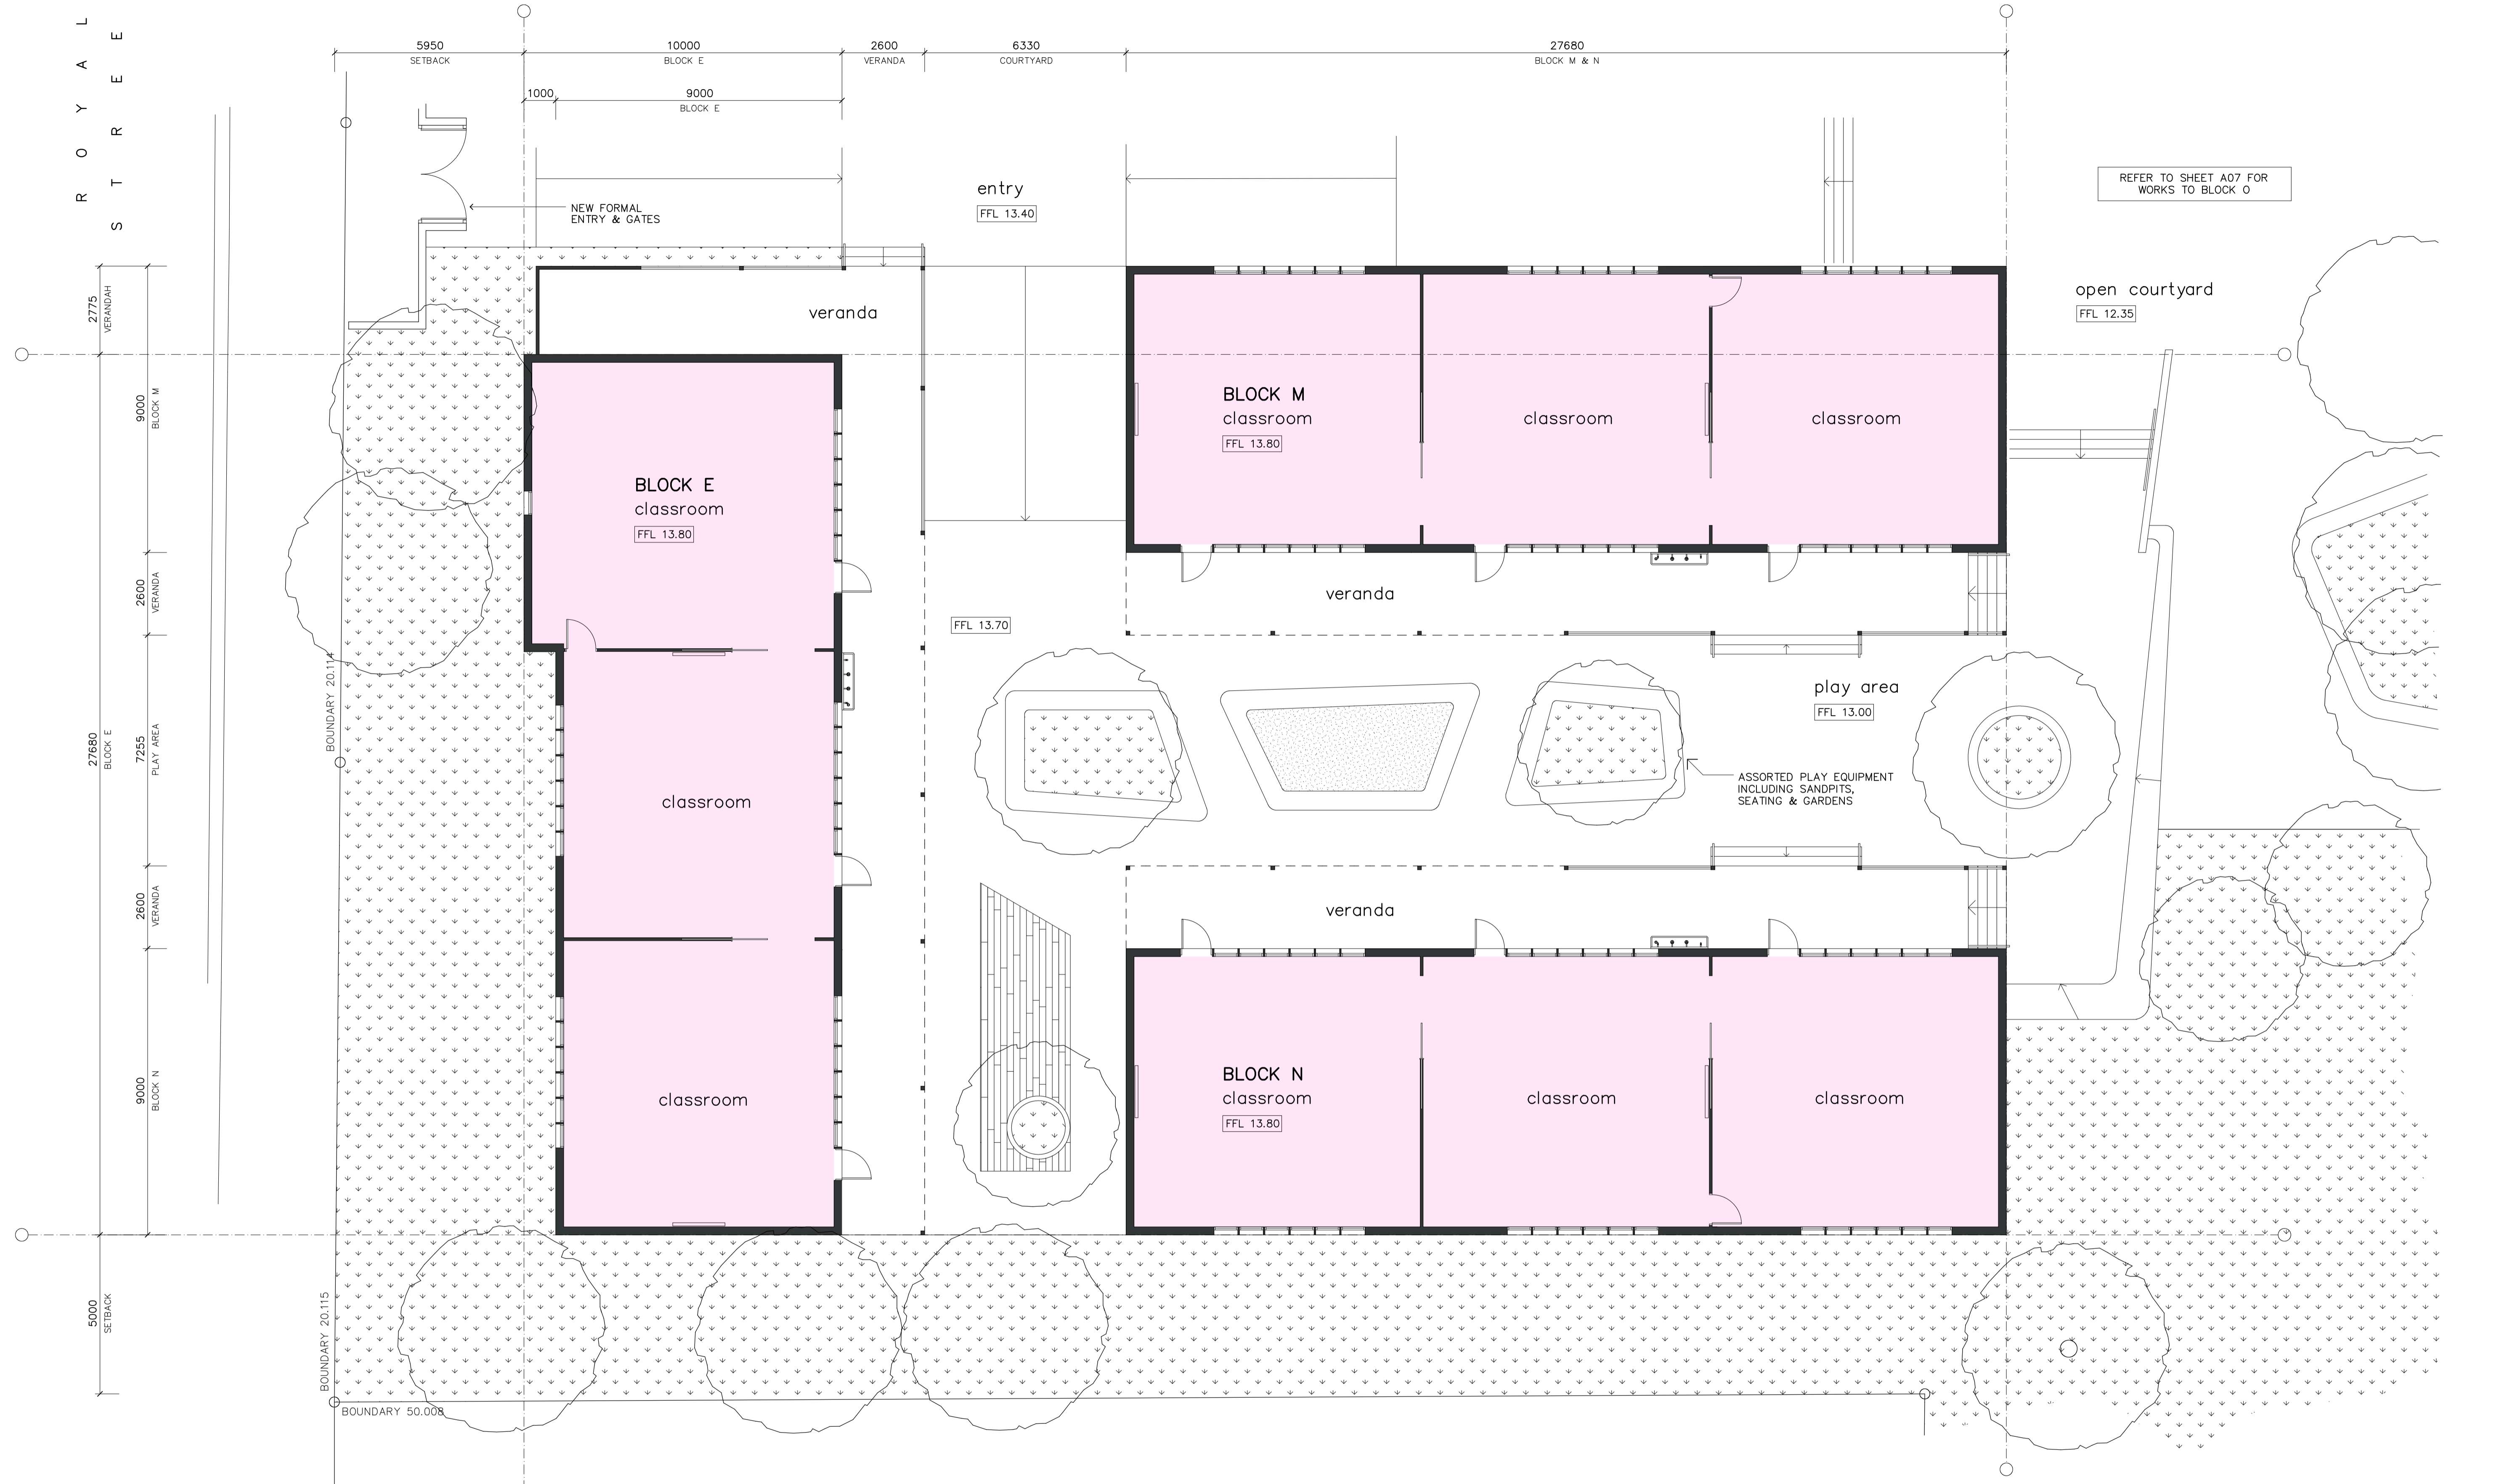 ROYAL
STREE
5950
SETBACK
10000
BLOCK E
2600
VERANDA
6330
COURTYARD
27680
BLOCK M & N
1000
9000
BLOCK E
NEW FORMAL
ENTRY & GATES
entry
FFL 13.40
REFER TO SHEET A07 FOR
WORKS TO BLOCK O
open courtyard
FFL 12.35
2775
VERANDAH
9000
BLOCK M
2600
VERANDA
27680
BLOCK E
7255
PLAY AREA
2600
VERANDA
9000
BLOCK N
5000
SETBACK
veranda
BLOCK M
classroom
FFL 13.80
classroom
classroom
BLOCK E
classroom
FFL 13.80
veranda
FFL 13.70
BOUNDARY 20.114
play area
FFL 13.00
ASSORTED PLAY EQUIPMENT
INCLUDING SANDPITS,
SEATING & GARDENS
classroom
veranda
BLOCK N
classroom
FFL 13.80
classroom
classroom
classroom
BOUNDARY 20.115
BOUNDARY 50.008